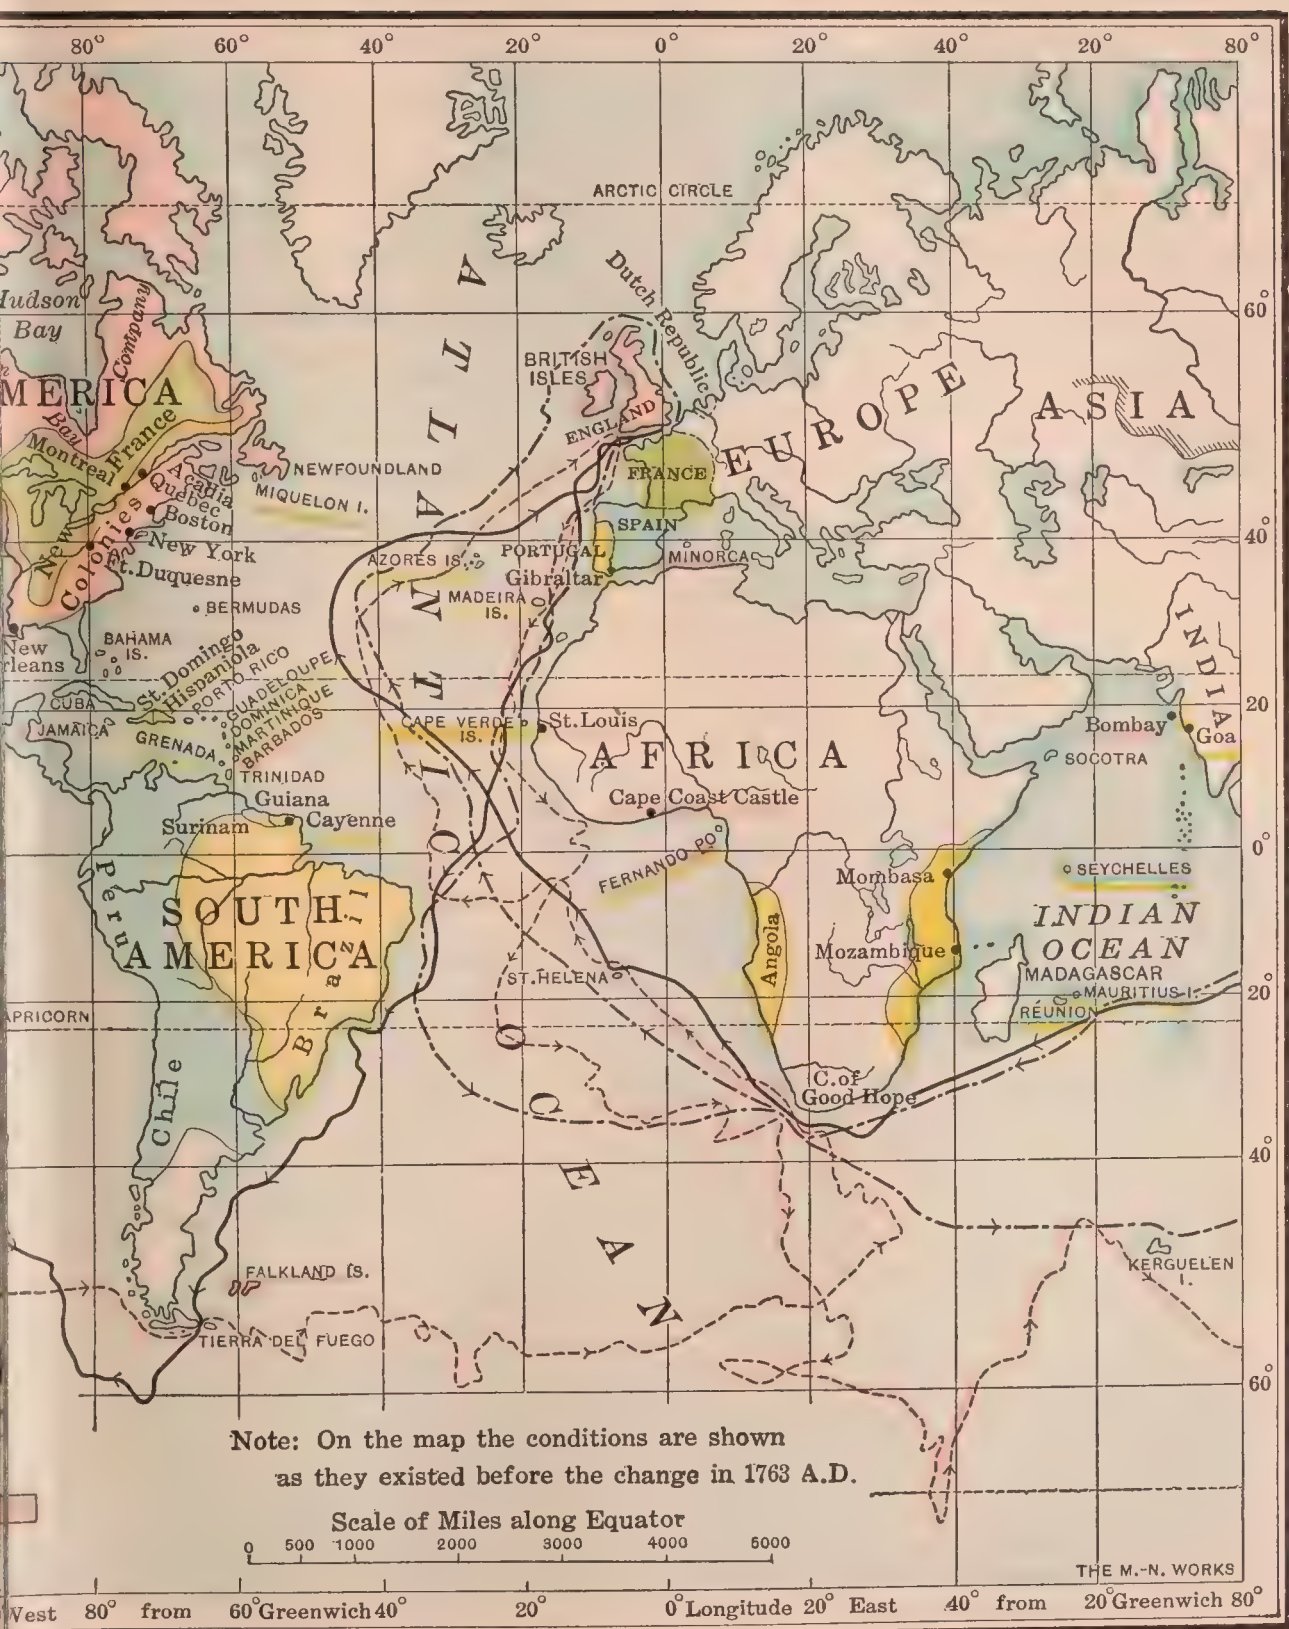 80° 60° 40° 20° 0° 20° 40° 20° 80°
ARCTIC CIRCLE
60°
40°
20°
0°
20°
40°
60°
ATLANTIC OCEAN
Hudson
Bay
Company
MERICA
Bay
Montreal
New France
Acadia
Quebec
Boston
New York
Ft. Duquesne
Colonies
NEWFOUNDLAND
MIQUELON I.
BERMUDAS
New
rleans
BAHAMA
IS.
CUBA
JAMAICA
St. Domingo
Hispaniola
PORTO RICO
GUADELOUPE
DOMINICA
MARTINIQUE
BARBADOS
GRENADA
TRINIDAD
Guiana
Surinam
Cayenne
SOUTH
AMERICA
Peru
Brazil
Chile
APRICORN
FALKLAND IS.
TIERRA DEL FUEGO
Dutch Republic
BRITISH
ISLES
ENGLAND
FRANCE
EUROPE
ASIA
SPAIN
PORTUGAL
Gibraltar
MINORCA
AZORES IS.
MADEIRA
IS.
CAPE VERDE
IS.
St. Louis
AFRICA
Cape Coast Castle
FERNANDO PO
Angola
ST. HELENA
Mombasa
Mozambique
C. of
Good Hope
INDIA
Bombay
Goa
SOCOTRA
SEYCHELLES
INDIAN
OCEAN
MADAGASCAR
MAURITIUS I.
RÉUNION
KERGUELEN
I.
Note: On the map the conditions are shown
as they existed before the change in 1763 A.D.
Scale of Miles along Equator
0 500 1000 2000 3000 4000 5000
THE M.-N. WORKS
West 80° from 60° Greenwich 40° 20° 0° Longitude 20° East 40° from 20° Greenwich 80°